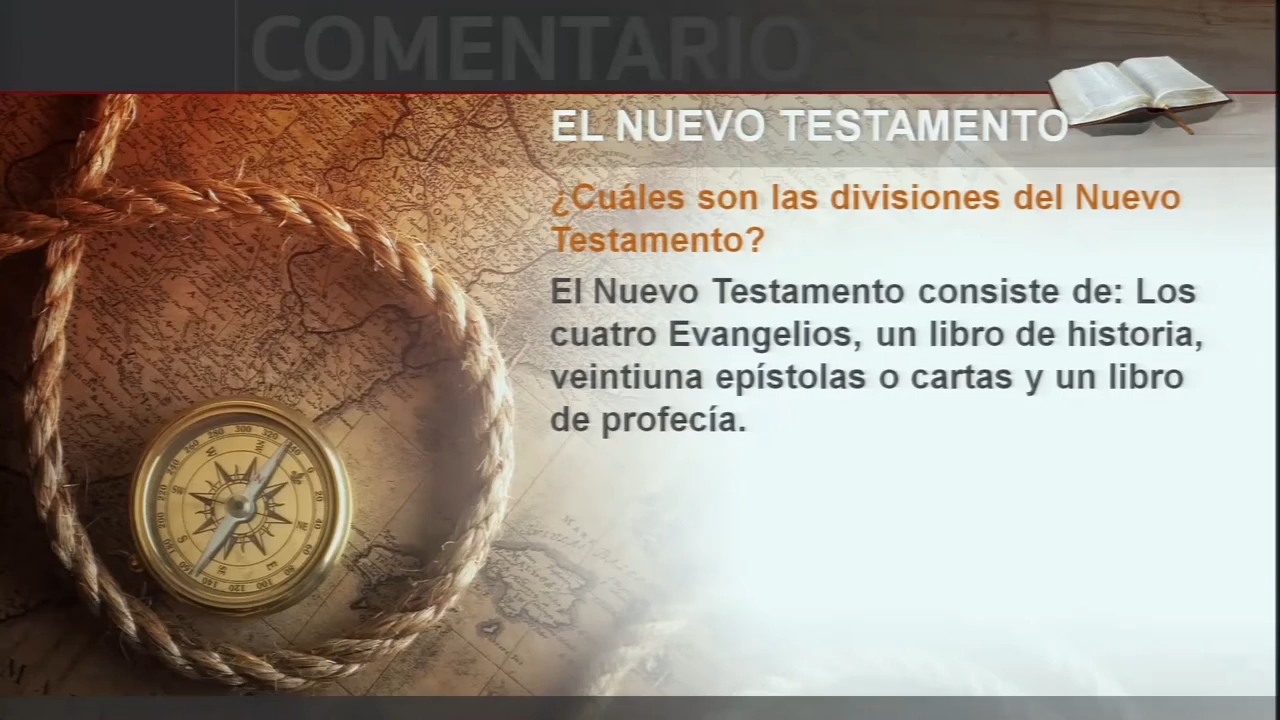 COMENTARIO
EL NUEVO TESTAMENTO
¿Cuáles son las divisiones del Nuevo
Testamento?
El Nuevo Testamento consiste de: Los
cuatro Evangelios, un libro de historia,
veintiuna epístolas o cartas y un libro
de profecía.